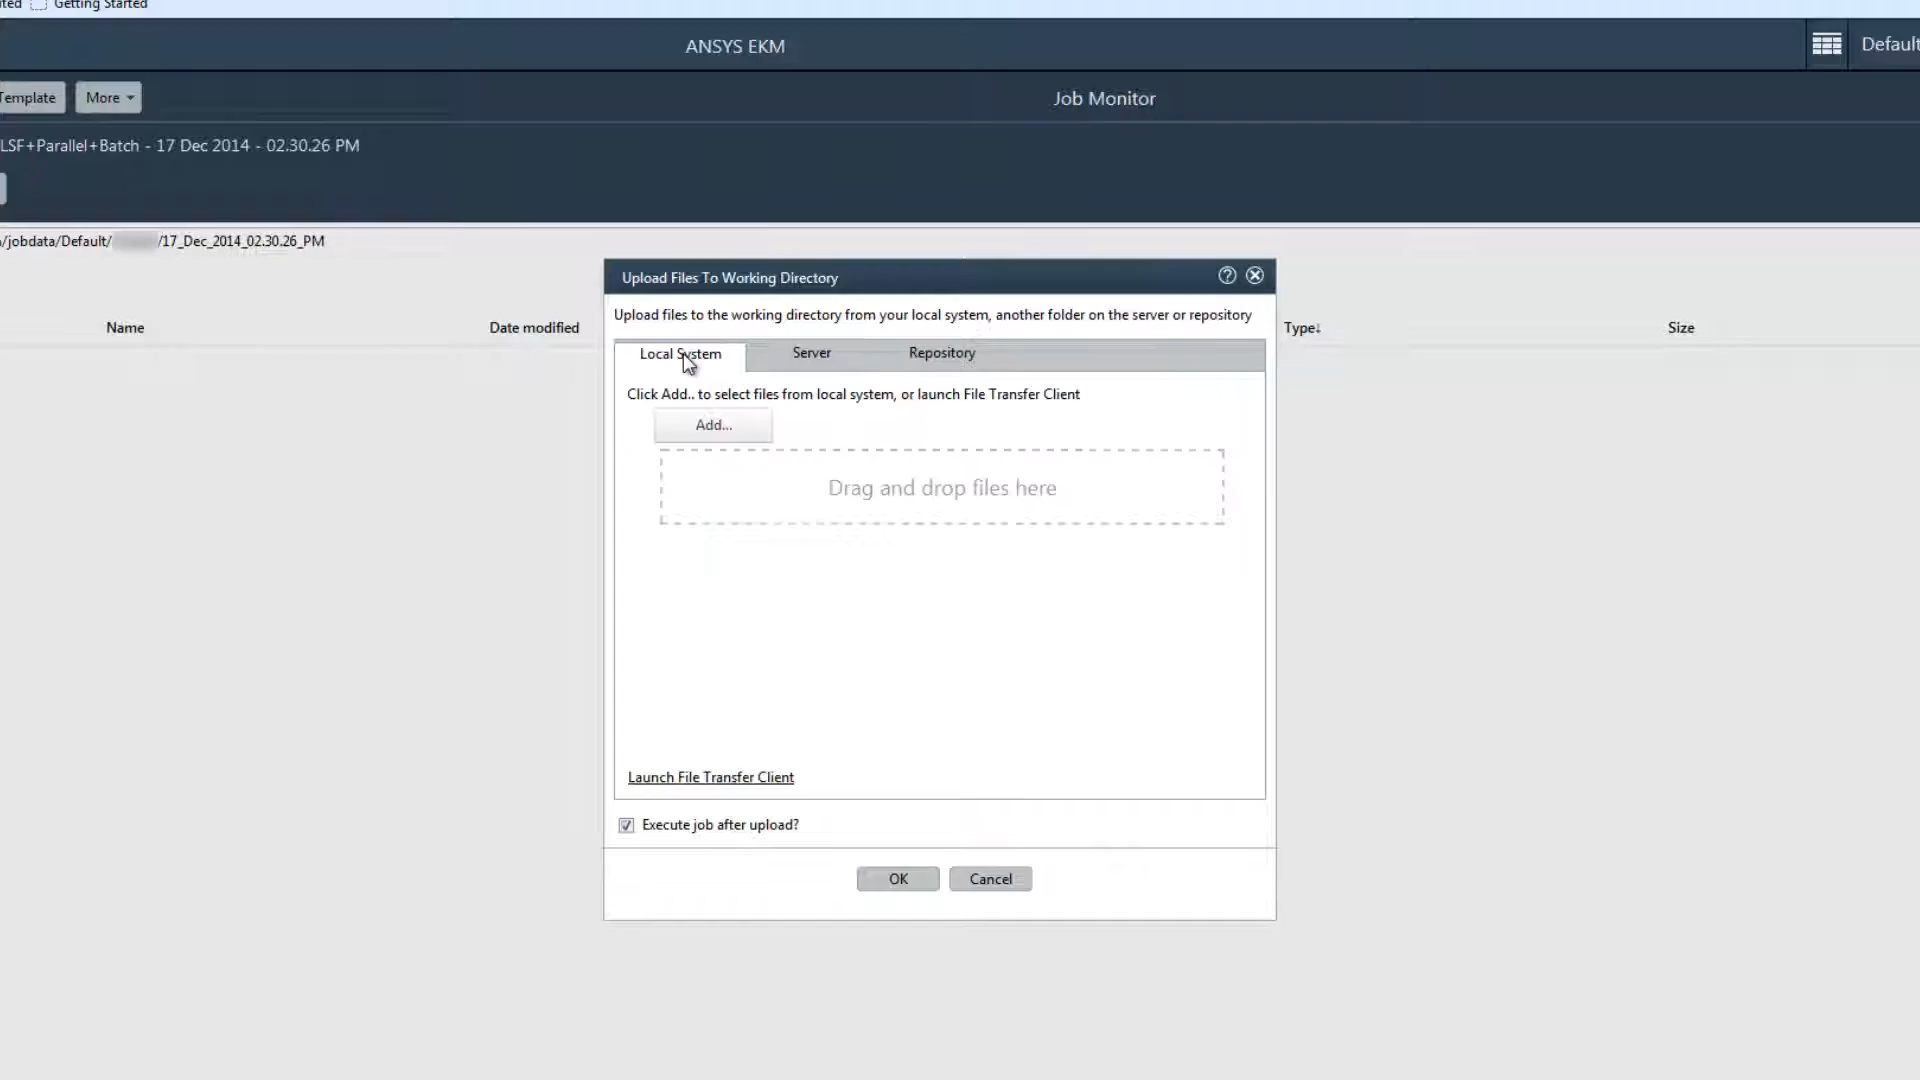 Getting Started
ANSYS EKM
Default
Template
More
Job Monitor
LSF+Parallel+Batch - 17 Dec 2014 - 02.30.26 PM
/jobdata/Default/ /17_Dec_2014_02.30.26_PM
Upload Files To Working Directory
Upload files to the working directory from your local system, another folder on the server or repository
Name
Date modified
Type↓
Size
Local System
Server
Repository
Click Add.. to select files from local system, or launch File Transfer Client
Add...
Drag and drop files here
Launch File Transfer Client
Execute job after upload?
OK
Cancel